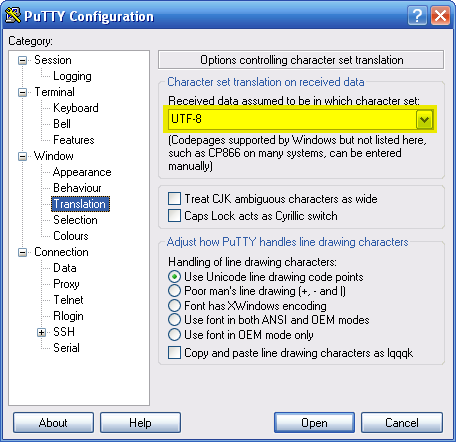 PuTTY Configuration
Category:
Session
Logging
Terminal
Keyboard
Bell
Features
Window
Appearance
Behaviour
Translation
Selection
Colours
Connection
Data
Proxy
Telnet
Rlogin
SSH
Serial
Options controlling character set translation
Character set translation on received data
Received data assumed to be in which character set:
UTF-8
(Codepages supported by Windows but not listed here,
such as CP866 on many systems, can be entered
manually)
Treat CJK ambiguous characters as wide
Caps Lock acts as Cyrillic switch
Adjust how PuTTY handles line drawing characters
Handling of line drawing characters:
Use Unicode line drawing code points
Poor man's line drawing (+, - and |)
Font has XWindows encoding
Use font in both ANSI and OEM modes
Use font in OEM mode only
Copy and paste line drawing characters as lqqqk
About
Help
Open
Cancel